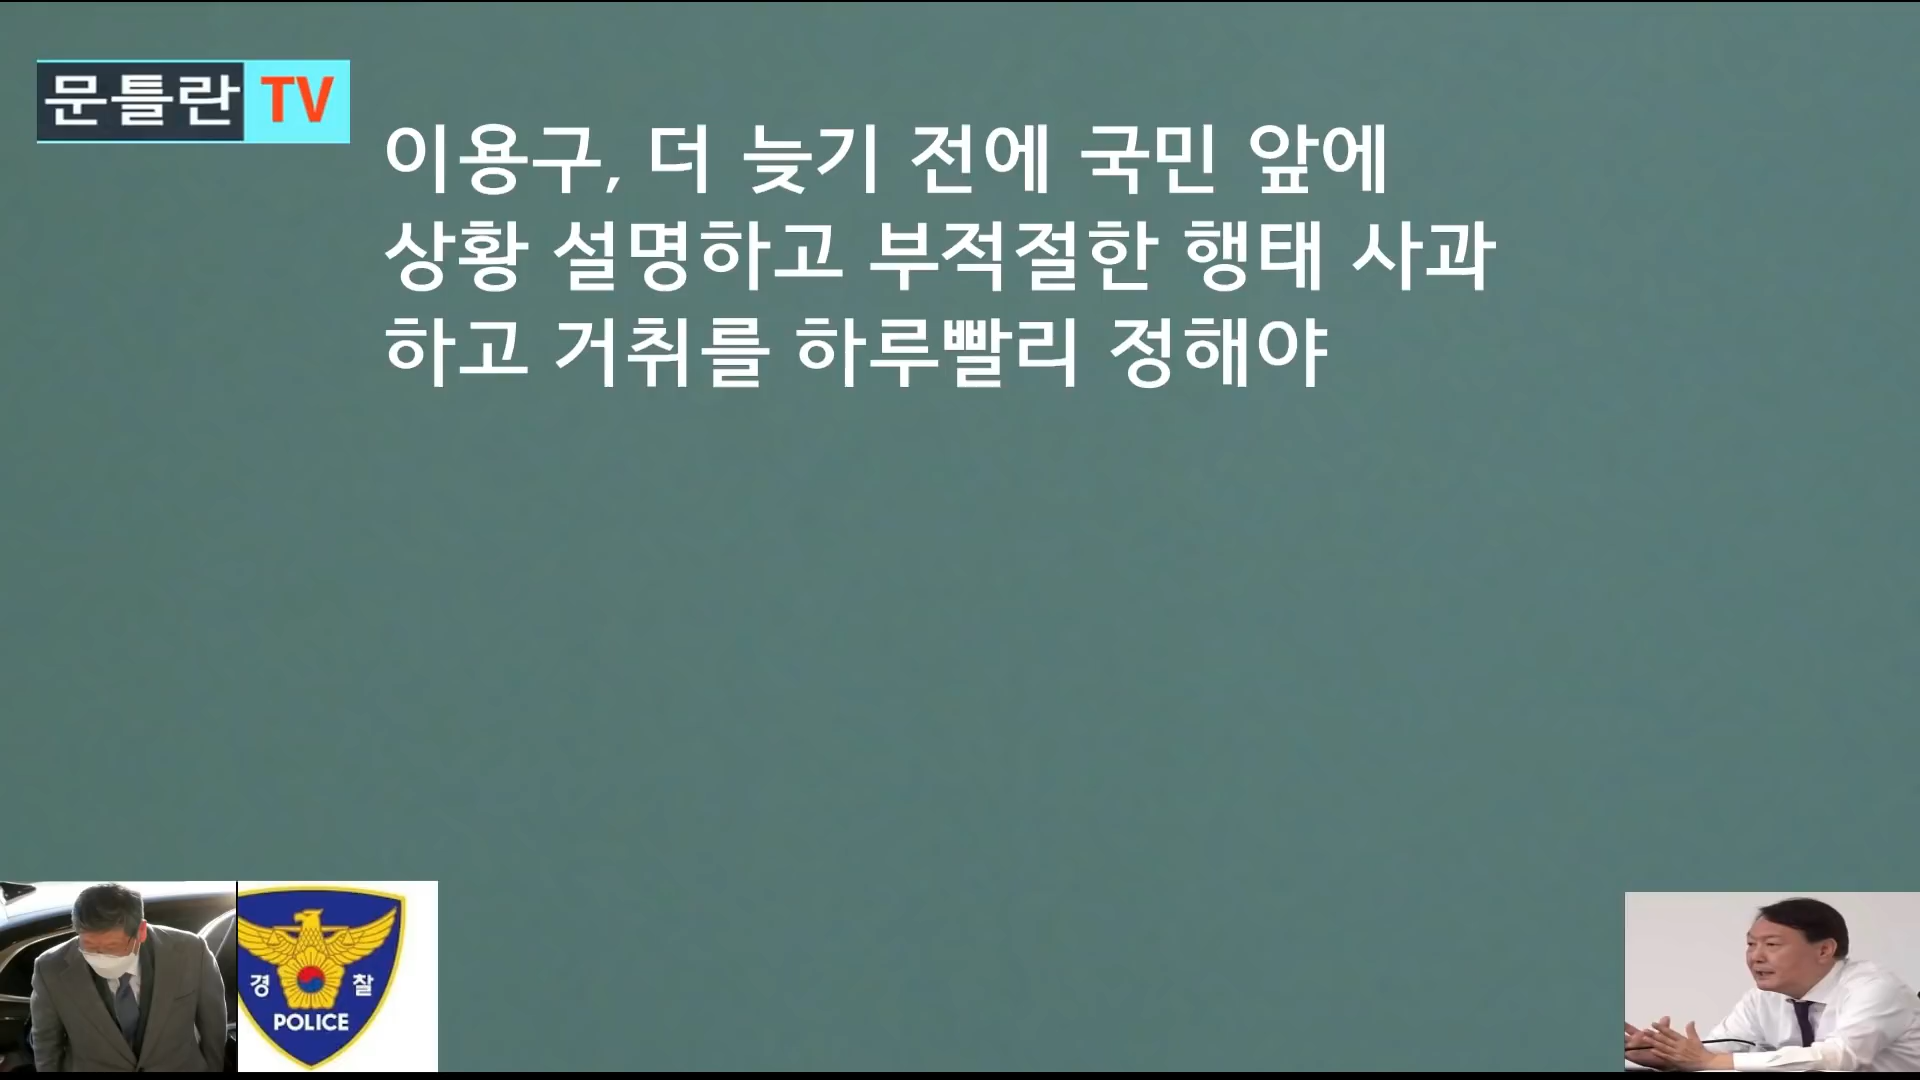 문틀란 TV
이용구, 더 늦기 전에 국민 앞에
상황 설명하고 부적절한 행태 사과
하고 거취를 하루빨리 정해야
경 찰
POLICE